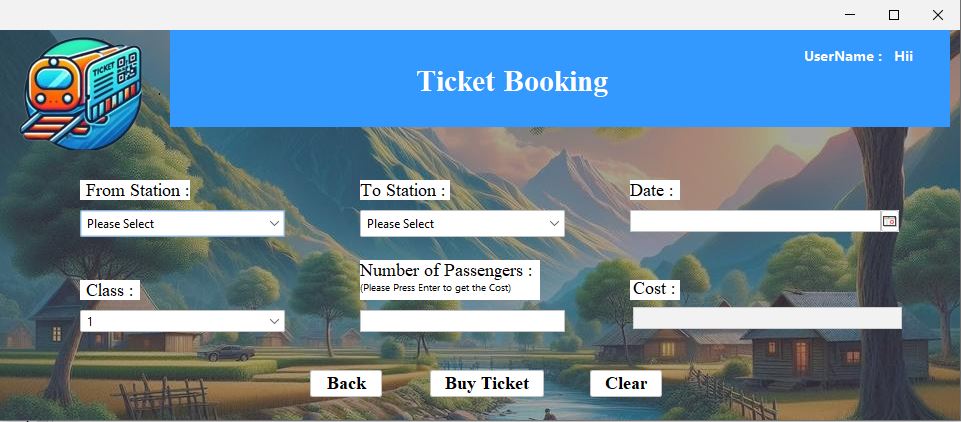 TICKET
UserName : Hii
Ticket Booking
From Station :
To Station :
Date :
Please Select
Please Select
Class :
Number of Passengers :
(Please Press Enter to get the Cost)
Cost :
1
Back
Buy Ticket
Clear